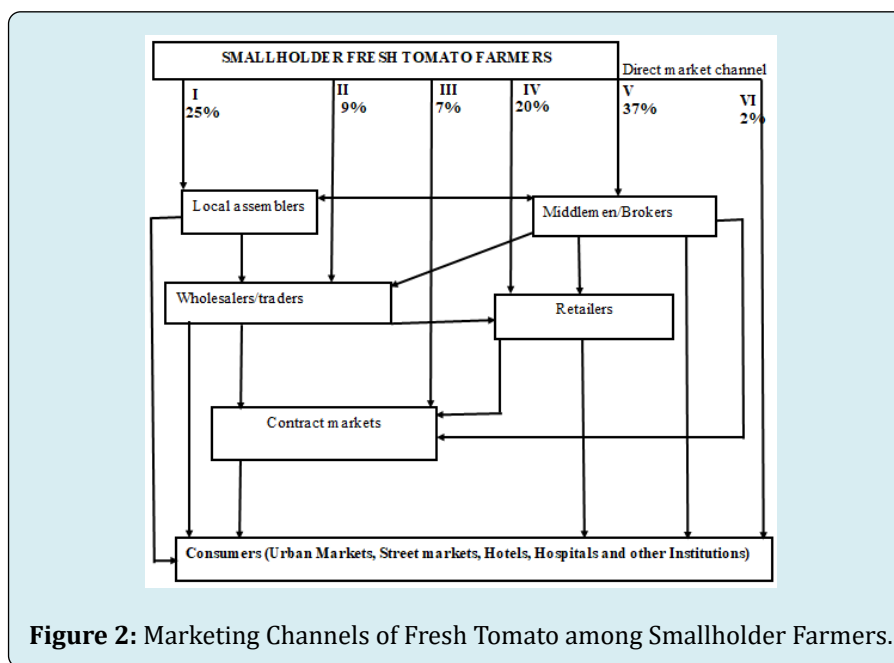 SMALLHOLDER FRESH TOMATO FARMERS
Direct market channel
I
25%
II
9%
III
7%
IV
20%
V
37%
VI
2%
Local assemblers
Middlemen/Brokers
Wholesalers/traders
Retailers
Contract markets
Consumers (Urban Markets, Street markets, Hotels, Hospitals and other Institutions)
Figure 2: Marketing Channels of Fresh Tomato among Smallholder Farmers.